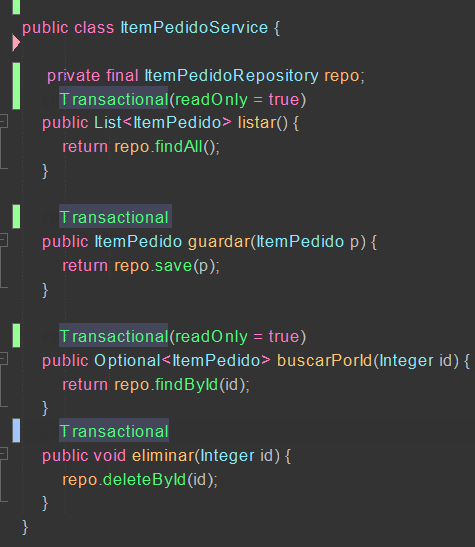 public class ItemPedidoService {
private final ItemPedidoRepository repo;
Transactional(readOnly = true)
public List<ItemPedido> listar() {
return repo.findAll();
}
Transactional
public ItemPedido guardar(ItemPedido p) {
return repo.save(p);
}
Transactional(readOnly = true)
public Optional<ItemPedido> buscarPorId(Integer id) {
return repo.findById(id);
}
Transactional
public void eliminar(Integer id) {
repo.deleteById(id);
}
}